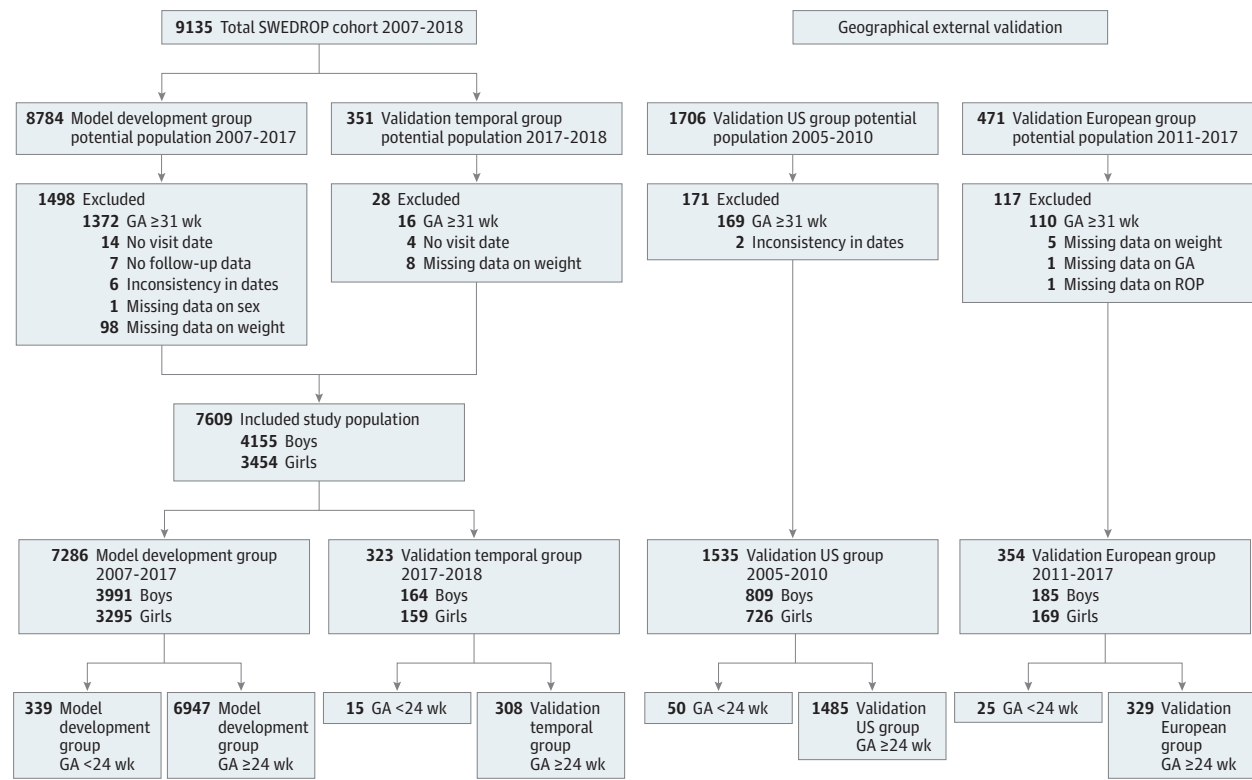 9135 Total SWEDROP cohort 2007-2018
Geographical external validation
8784 Model development group
potential population 2007-2017
351 Validation temporal group
potential population 2017-2018
1706 Validation US group potential
population 2005-2010
471 Validation European group
potential population 2011-2017
1498 Excluded
1372 GA ≥31 wk
14 No visit date
7 No follow-up data
6 Inconsistency in dates
1 Missing data on sex
98 Missing data on weight
28 Excluded
16 GA ≥31 wk
4 No visit date
8 Missing data on weight
171 Excluded
169 GA ≥31 wk
2 Inconsistency in dates
117 Excluded
110 GA ≥31 wk
5 Missing data on weight
1 Missing data on GA
1 Missing data on ROP
7609 Included study population
4155 Boys
3454 Girls
7286 Model development group
2007-2017
3991 Boys
3295 Girls
323 Validation temporal group
2017-2018
164 Boys
159 Girls
1535 Validation US group
2005-2010
809 Boys
726 Girls
354 Validation European group
2011-2017
185 Boys
169 Girls
339 Model
development
group
GA <24 wk
6947 Model
development
group
GA ≥24 wk
15 GA <24 wk
308 Validation
temporal
group
GA ≥24 wk
50 GA <24 wk
1485 Validation
US group
GA ≥24 wk
25 GA <24 wk
329 Validation
European
group
GA ≥24 wk